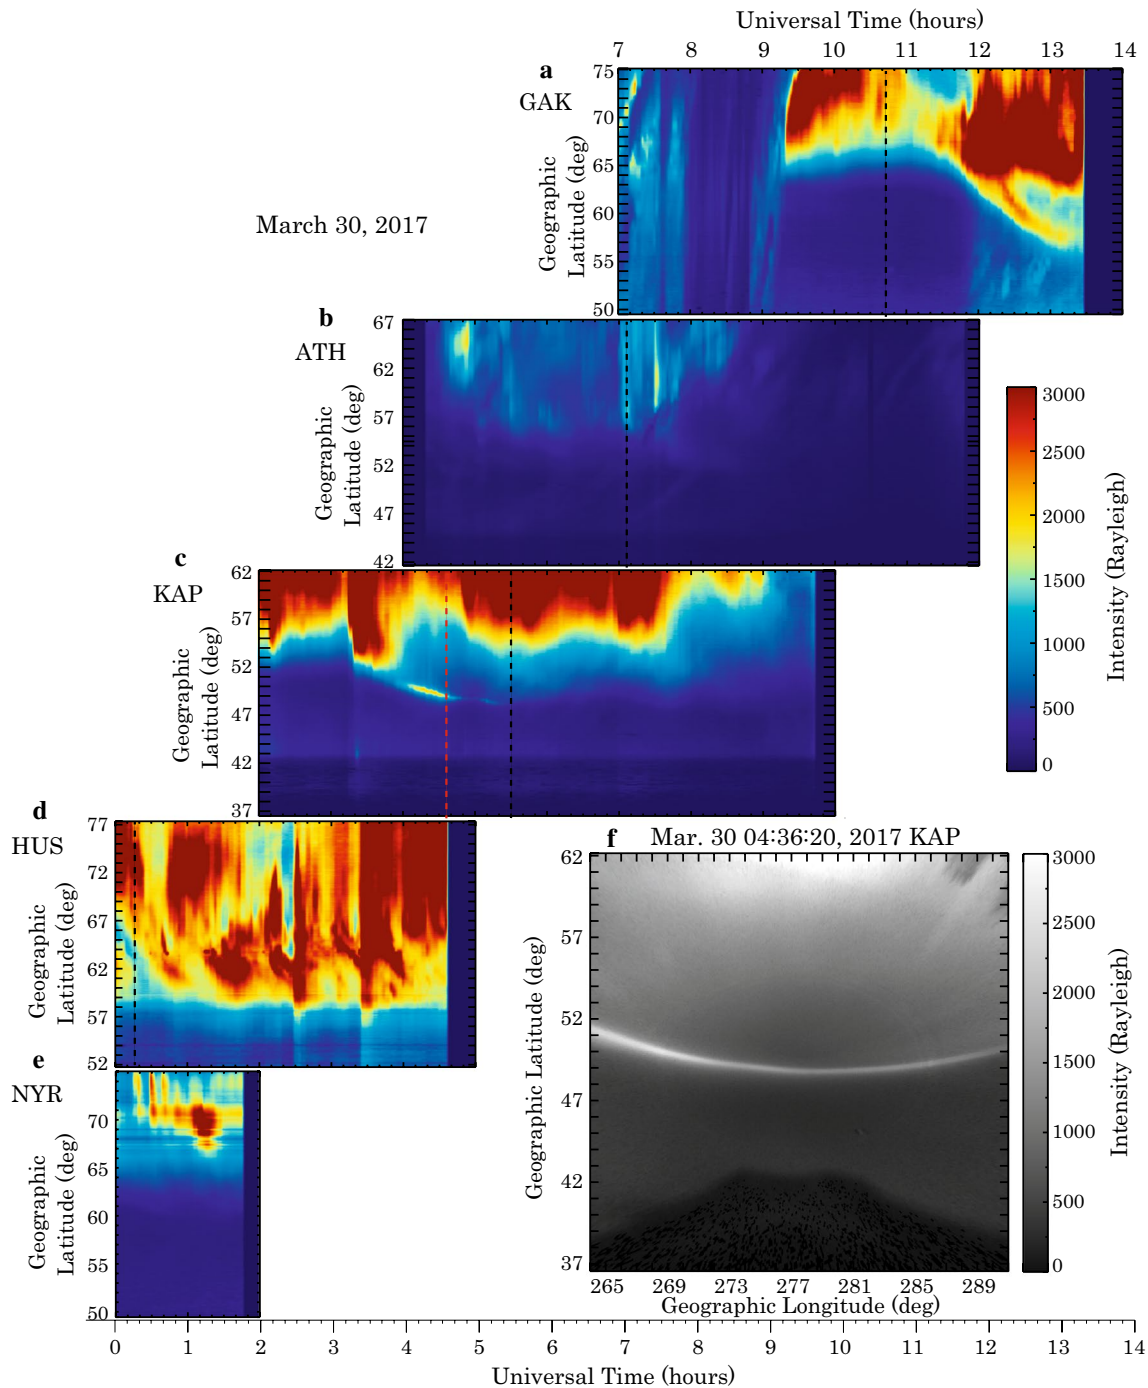 Universal Time (hours)
7 8 9 10 11 12 13 14
a
GAK
Geographic
Latitude (deg)
75
70
65
60
55
50
March 30, 2017
b
ATH
Geographic
Latitude (deg)
67
62
57
52
47
42
c
KAP
Geographic
Latitude (deg)
62
57
52
47
42
37
3000
2500
2000
1500
1000
500
0
Intensity (Rayleigh)
d
HUS
Geographic
Latitude (deg)
77
72
67
62
57
52
e
NYR
Geographic
Latitude (deg)
70
65
60
55
50
f Mar. 30 04:36:20, 2017 KAP
Geographic Latitude (deg)
62
57
52
47
42
37
265 269 273 277 281 285 289
Geographic Longitude (deg)
3000
2500
2000
1500
1000
500
0
Intensity (Rayleigh)
0 1 2 3 4 5 6 7 8 9 10 11 12 13 14
Universal Time (hours)